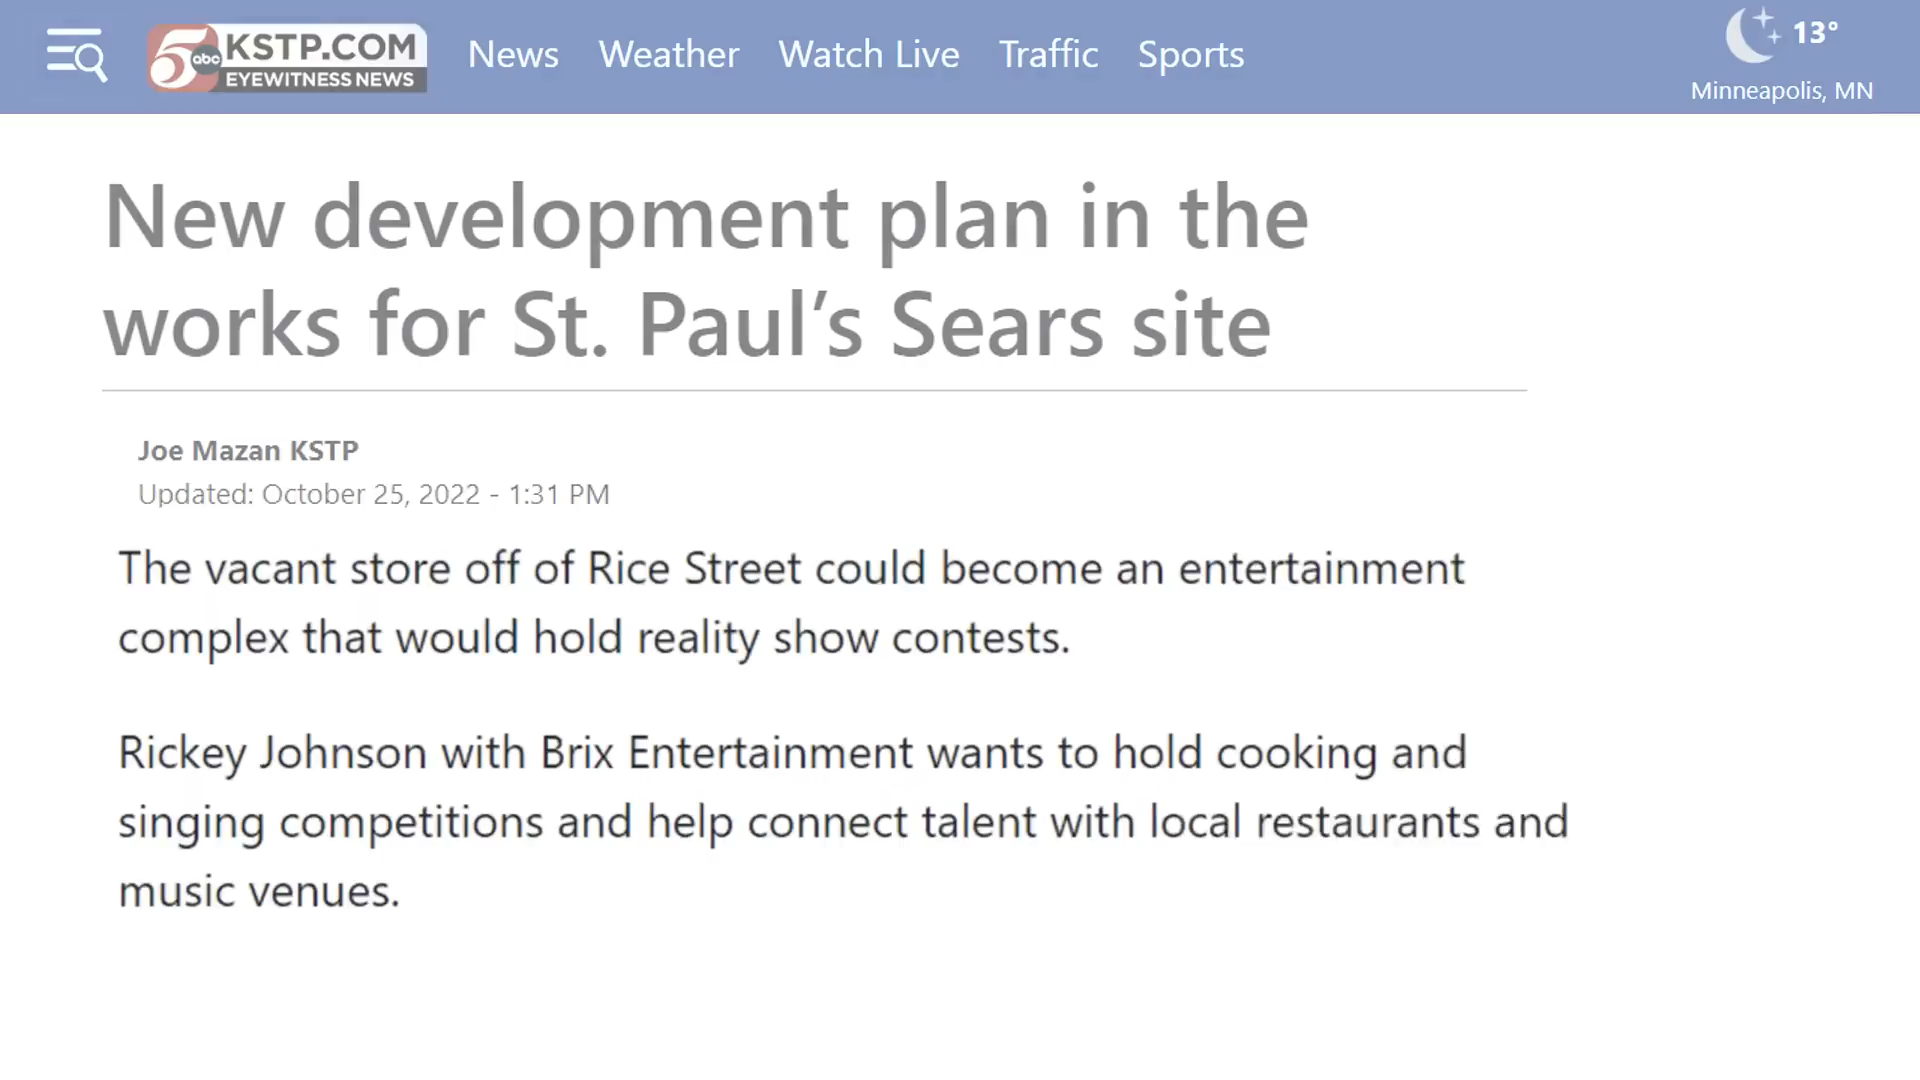 5 abc KSTP.COM
EYEWITNESS NEWS
News Weather Watch Live Traffic Sports
13°
Minneapolis, MN
New development plan in the
works for St. Paul’s Sears site
Joe Mazan KSTP
Updated: October 25, 2022 - 1:31 PM
The vacant store off of Rice Street could become an entertainment
complex that would hold reality show contests.
Rickey Johnson with Brix Entertainment wants to hold cooking and
singing competitions and help connect talent with local restaurants and
music venues.